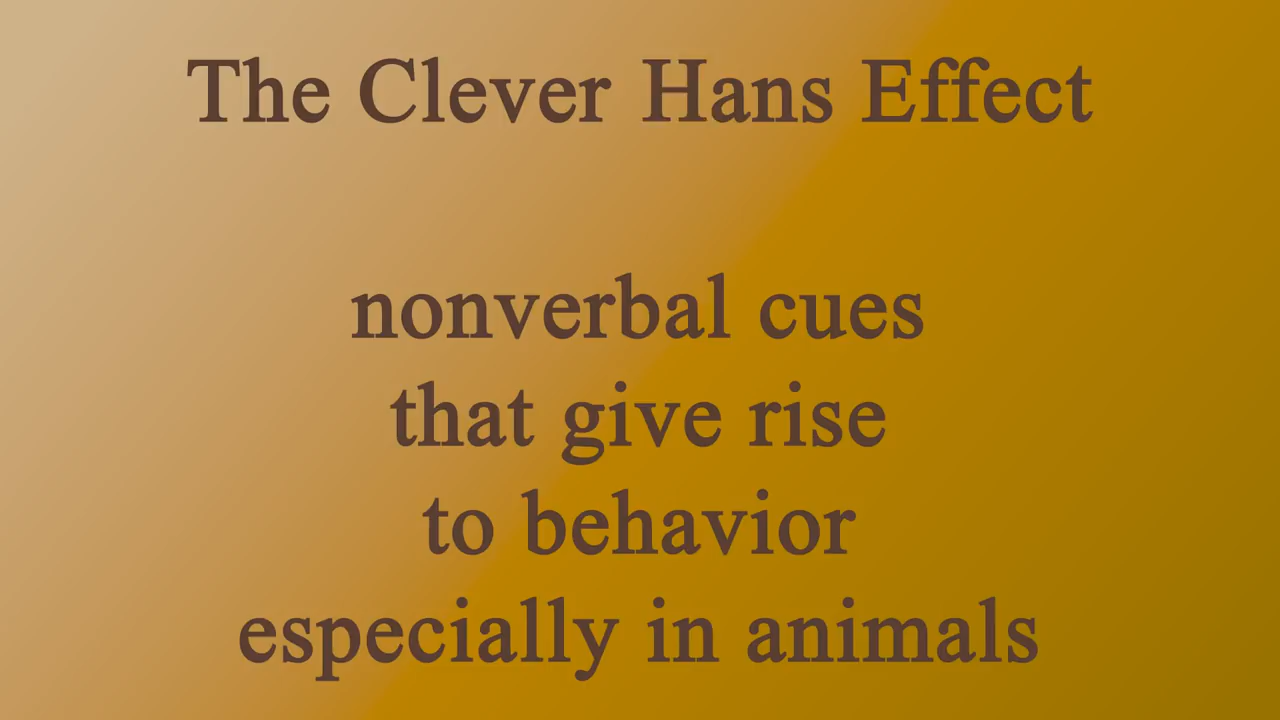 The Clever Hans Effect
nonverbal cues
that give rise
to behavior
especially in animals